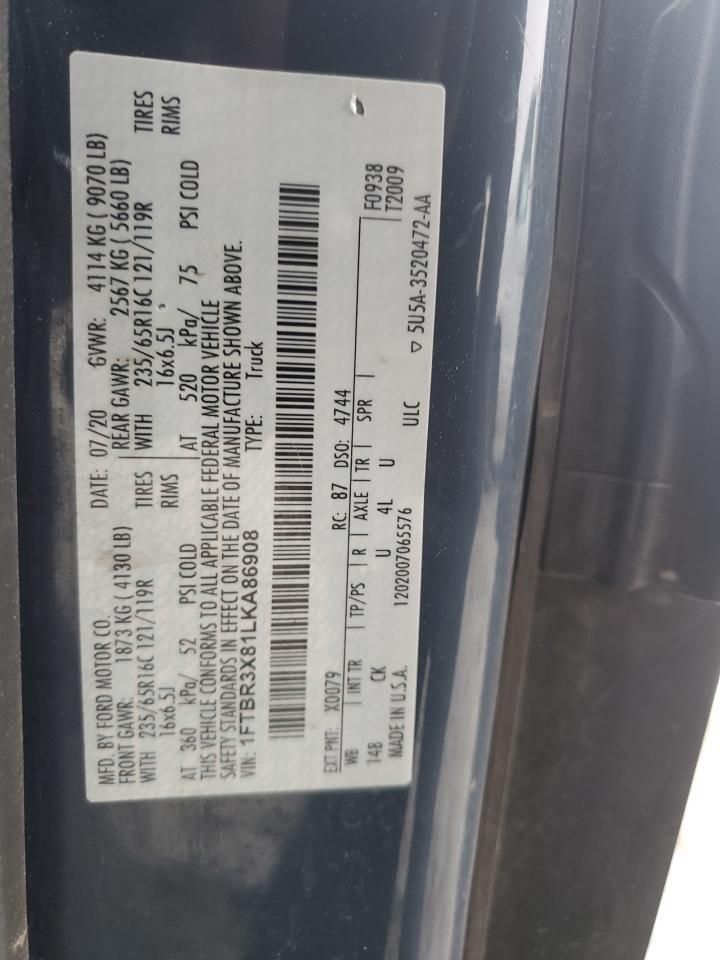 MFD. BY FORD MOTOR CO. DATE: 07/20 GVWR: 4114 KG ( 9070 LB)
FRONT GAWR: 1873 KG ( 4130 LB) REAR GAWR: 2567 KG ( 5660 LB)
WITH 235/65R16C 121/119R TIRES WITH 235/65R16C 121/119R TIRES
16x6.5J RIMS 16x6.5J RIMS
AT 360 kPa/ 52 PSI COLD AT 520 kPa/ 75 PSI COLD
THIS VEHICLE CONFORMS TO ALL APPLICABLE FEDERAL MOTOR VEHICLE
SAFETY STANDARDS IN EFFECT ON THE DATE OF MANUFACTURE SHOWN ABOVE.
VIN: 1FTBR3X81LKA86908 TYPE: Truck
EXT PNT: X0079 RC: 87 DSO: 4744 F0938
WB INT TR TP/PS R AXLE TR SPR T2009
148 CK U 4L U
MADE IN U.S.A. 1202007065576 ULC 5U5A-3520472-AA